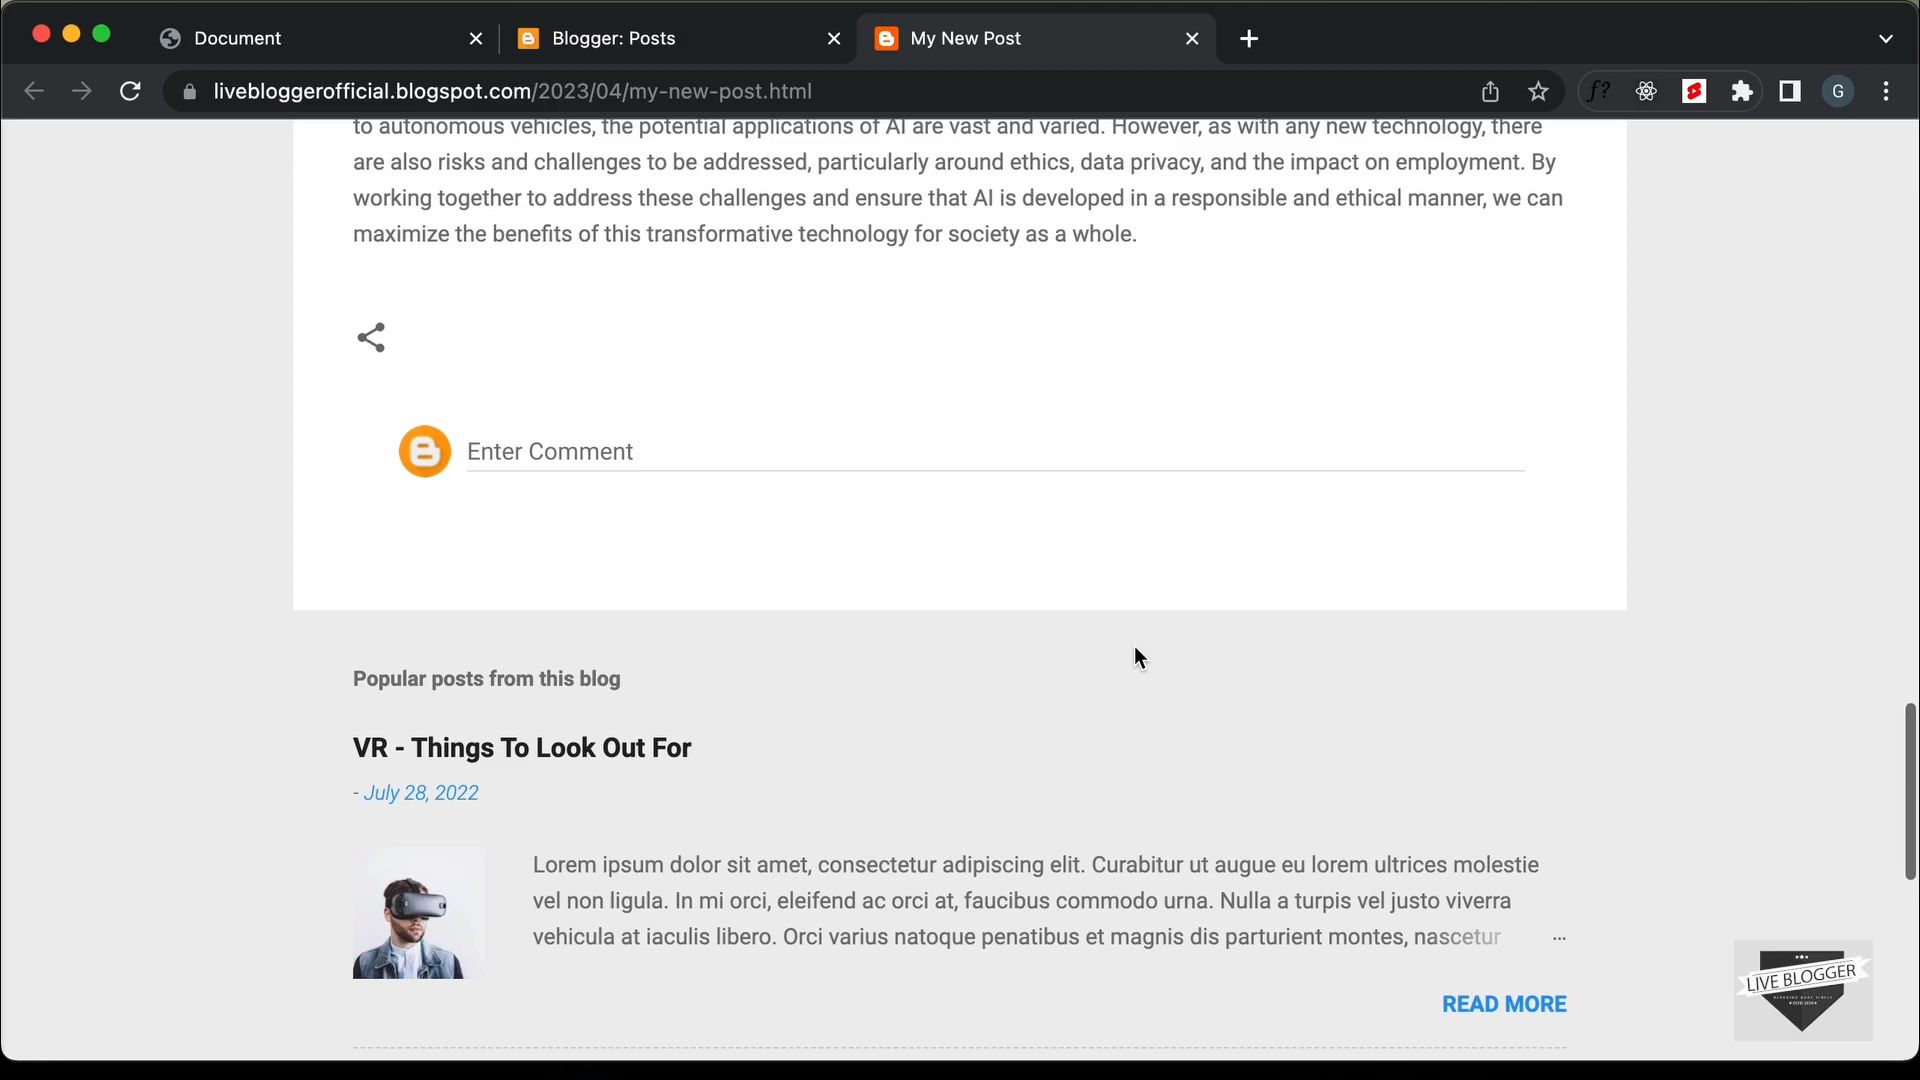 Document
Blogger: Posts
My New Post
livebloggerofficial.blogspot.com/2023/04/my-new-post.html
f?
G
to autonomous vehicles, the potential applications of AI are vast and varied. However, as with any new technology, there
are also risks and challenges to be addressed, particularly around ethics, data privacy, and the impact on employment. By
working together to address these challenges and ensure that AI is developed in a responsible and ethical manner, we can
maximize the benefits of this transformative technology for society as a whole.
Enter Comment
Popular posts from this blog
VR - Things To Look Out For
- July 28, 2022
Lorem ipsum dolor sit amet, consectetur adipiscing elit. Curabitur ut augue eu lorem ultrices molestie
vel non ligula. In mi orci, eleifend ac orci at, faucibus commodo urna. Nulla a turpis vel justo viverra
vehicula at iaculis libero. Orci varius natoque penatibus et magnis dis parturient montes, nascetur ...
READ MORE
LIVE BLOGGER